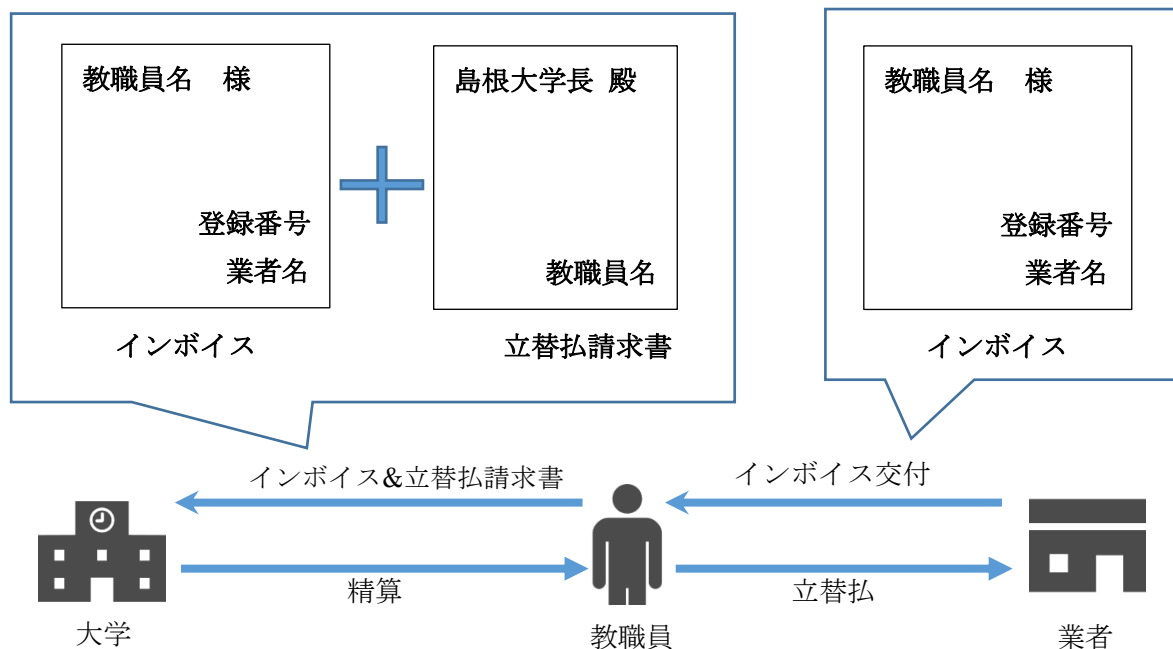 教職員名　様
登録番号
業者名
インボイス
島根大学長 殿
教職員名
立替払請求書
教職員名　様
登録番号
業者名
インボイス
インボイス&立替払請求書
インボイス交付
精算
立替払
大学
教職員
業者